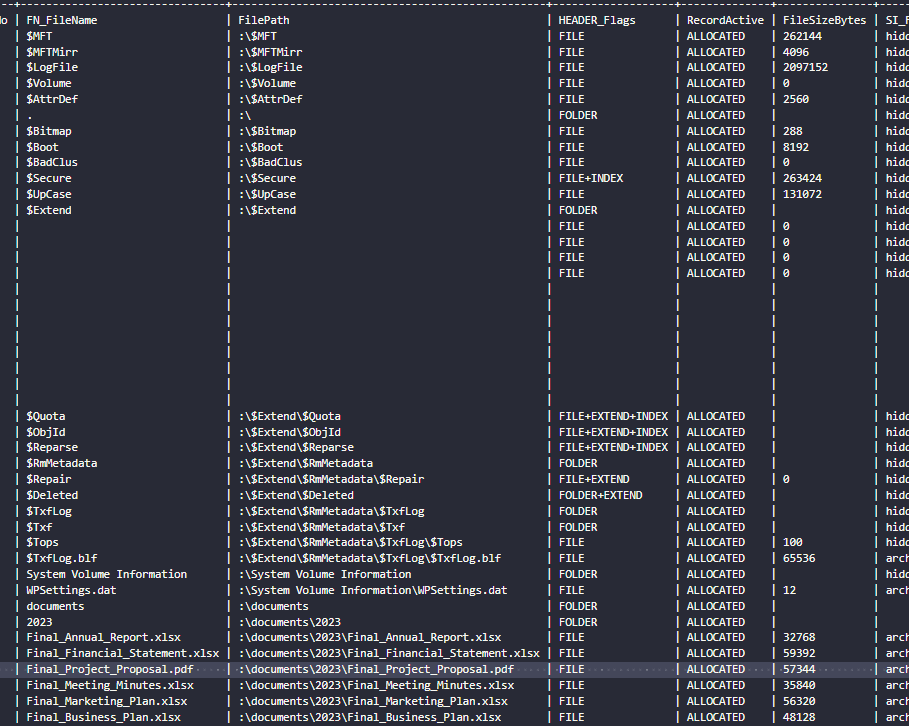 lo | FN_FileName | FilePath | HEADER_Flags | RecordActive | FileSizeBytes | SI_F
| $MFT | :\$MFT | FILE | ALLOCATED | 262144 | hidd
| $MFTMirr | :\$MFTMirr | FILE | ALLOCATED | 4096 | hidd
| $LogFile | :\$LogFile | FILE | ALLOCATED | 2097152 | hidd
| $Volume | :\$Volume | FILE | ALLOCATED | 0 | hidd
| $AttrDef | :\$AttrDef | FILE | ALLOCATED | 2560 | hidd
| . | :\ | FOLDER | ALLOCATED | | hidd
| $Bitmap | :\$Bitmap | FILE | ALLOCATED | 288 | hidd
| $Boot | :\$Boot | FILE | ALLOCATED | 8192 | hidd
| $BadClus | :\$BadClus | FILE | ALLOCATED | 0 | hidd
| $Secure | :\$Secure | FILE+INDEX | ALLOCATED | 263424 | hidd
| $UpCase | :\$UpCase | FILE | ALLOCATED | 131072 | hidd
| $Extend | :\$Extend | FOLDER | ALLOCATED | | hidd
| | | FILE | ALLOCATED | 0 | hidd
| | | FILE | ALLOCATED | 0 | hidd
| | | FILE | ALLOCATED | 0 | hidd
| | | FILE | ALLOCATED | 0 | hidd
| $Quota | :\$Extend\$Quota | FILE+EXTEND+INDEX | ALLOCATED | | hidd
| $ObjId | :\$Extend\$ObjId | FILE+EXTEND+INDEX | ALLOCATED | | hidd
| $Reparse | :\$Extend\$Reparse | FILE+EXTEND+INDEX | ALLOCATED | | hidd
| $RmMetadata | :\$Extend\$RmMetadata | FOLDER | ALLOCATED | | hidd
| $Repair | :\$Extend\$RmMetadata\$Repair | FILE+EXTEND | ALLOCATED | 0 | hidd
| $Deleted | :\$Extend\$Deleted | FOLDER+EXTEND | ALLOCATED | | hidd
| $TxfLog | :\$Extend\$RmMetadata\$TxfLog | FOLDER | ALLOCATED | | hidd
| $Txf | :\$Extend\$RmMetadata\$Txf | FOLDER | ALLOCATED | | hidd
| $Tops | :\$Extend\$RmMetadata\$TxfLog\$Tops | FILE | ALLOCATED | 100 | hidd
| $TxfLog.blf | :\$Extend\$RmMetadata\$TxfLog\$TxfLog.blf | FILE | ALLOCATED | 65536 | arch
| System Volume Information | :\System Volume Information | FOLDER | ALLOCATED | | hidd
| WPSettings.dat | :\System Volume Information\WPSettings.dat | FILE | ALLOCATED | 12 | arch
| documents | :\documents | FOLDER | ALLOCATED | |
| 2023 | :\documents\2023 | FOLDER | ALLOCATED | |
| Final_Annual_Report.xlsx | :\documents\2023\Final_Annual_Report.xlsx | FILE | ALLOCATED | 32768 | arch
| Final_Financial_Statement.xlsx | :\documents\2023\Final_Financial_Statement.xlsx | FILE | ALLOCATED | 59392 | arch
| Final_Project_Proposal.pdf | :\documents\2023\Final_Project_Proposal.pdf | FILE | ALLOCATED | 57344 | arch
| Final_Meeting_Minutes.xlsx | :\documents\2023\Final_Meeting_Minutes.xlsx | FILE | ALLOCATED | 35840 | arch
| Final_Marketing_Plan.xlsx | :\documents\2023\Final_Marketing_Plan.xlsx | FILE | ALLOCATED | 56320 | arch
| Final_Business_Plan.xlsx | :\documents\2023\Final_Business_Plan.xlsx | FILE | ALLOCATED | 48128 | arch